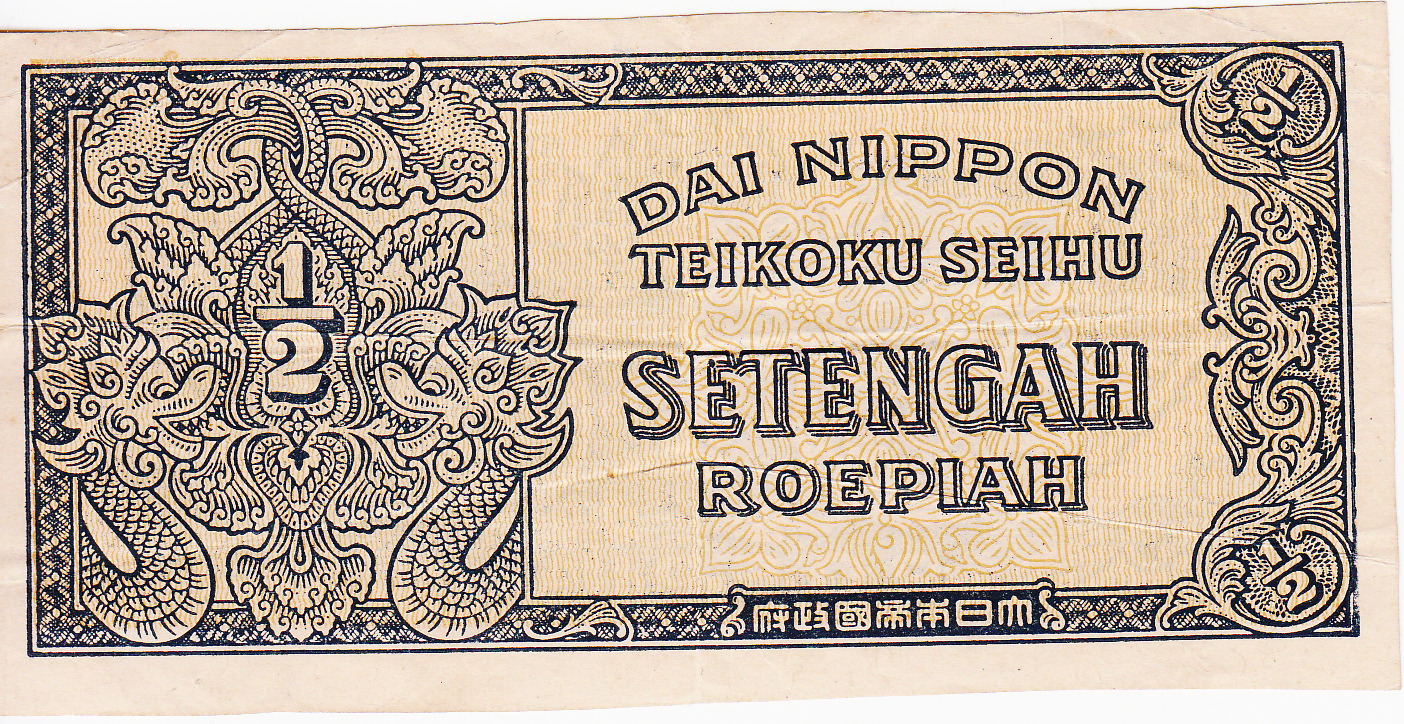 1/2
DAI NIPPON
TEIKOKU SEIHU
SETENGAH
ROEPIAH
1/2
府政國帝本日大
1/2